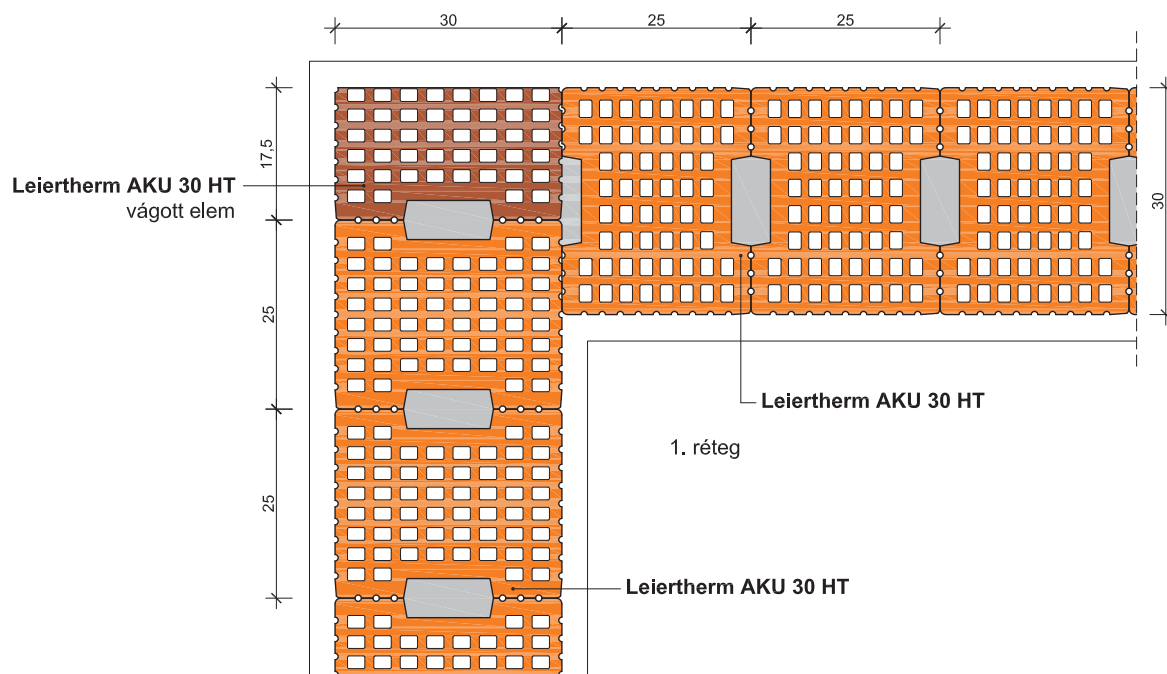 30
25
25
17,5
Leiertherm AKU 30 HT
vágott elem
30
25
Leiertherm AKU 30 HT
1. réteg
25
Leiertherm AKU 30 HT